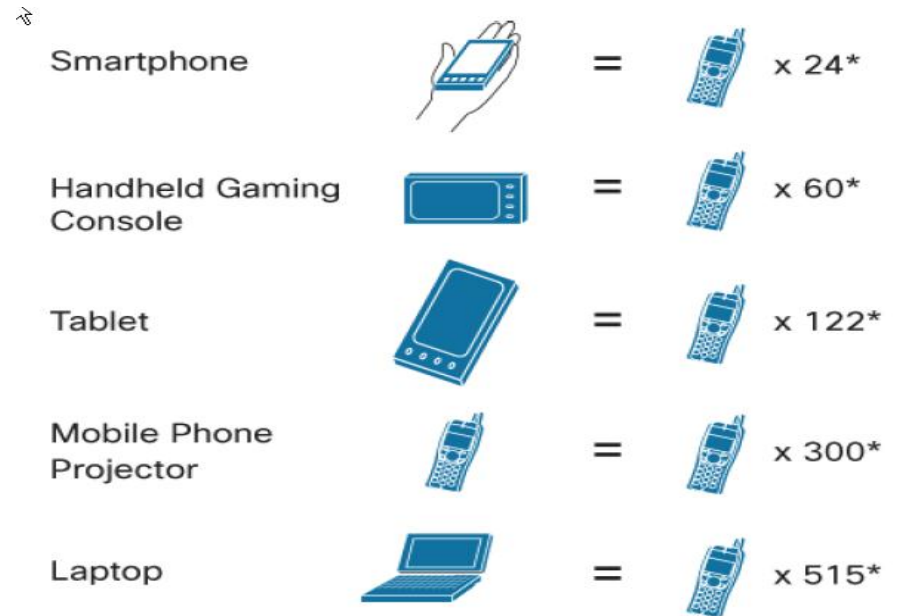 Smartphone = x 24*
Handheld Gaming
Console = x 60*
Tablet = x 122*
Mobile Phone
Projector = x 300*
Laptop = x 515*